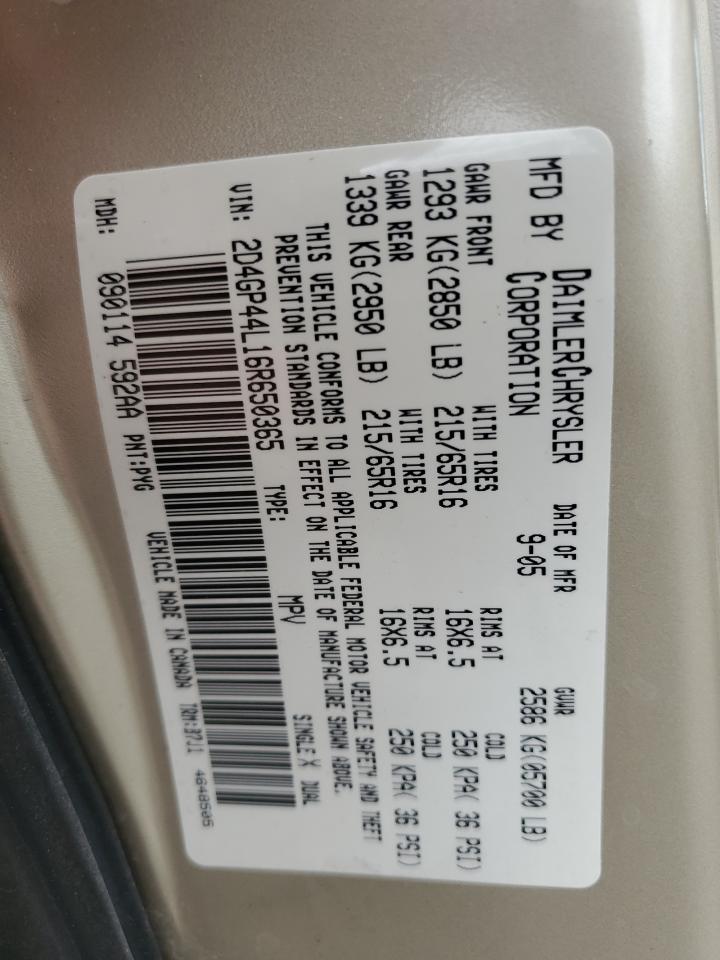 MFD BY DAIMLERCHRYSLER CORPORATION DATE OF MFR 9-05 GVWR 2586 KG(05700 LB)
GAWR FRONT WITH TIRES RIMS AT COLD
1293 KG(2850 LB) 215/65R16 16X6.5 250 KPA( 36 PSI)
GAWR REAR WITH TIRES RIMS AT COLD
1339 KG(2950 LB) 215/65R16 16X6.5 250 KPA( 36 PSI)
THIS VEHICLE CONFORMS TO ALL APPLICABLE FEDERAL MOTOR VEHICLE SAFETY AND THEFT
PREVENTION STANDARDS IN EFFECT ON THE DATE OF MANUFACTURE SHOWN ABOVE.
VIN: 2D4GP44L16R650365 TYPE: MPV SINGLE X DUAL
MDH: 090114 592AA PNT:PYG VEHICLE MADE IN CANADA TRM:B7J1 4648505